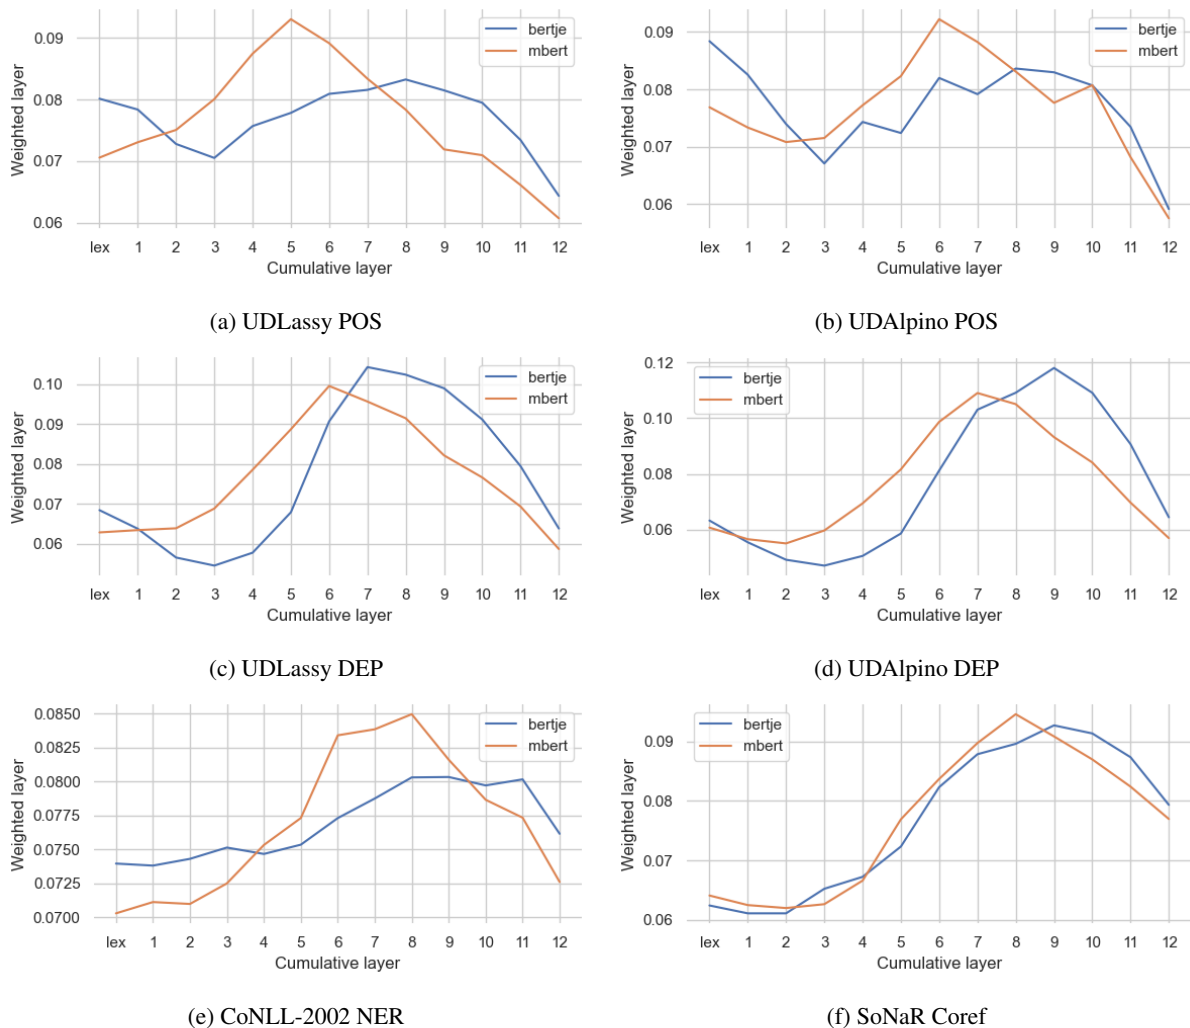 0.09
0.08
0.07
0.06
Weighted layer
bertje
mbert
lex 1 2 3 4 5 6 7 8 9 10 11 12
Cumulative layer
(a) UDLassy POS
0.09
0.08
0.07
0.06
Weighted layer
bertje
mbert
lex 1 2 3 4 5 6 7 8 9 10 11 12
Cumulative layer
(b) UDAlpino POS
0.10
0.09
0.08
0.07
0.06
Weighted layer
bertje
mbert
lex 1 2 3 4 5 6 7 8 9 10 11 12
Cumulative layer
(c) UDLassy DEP
0.12
0.10
0.08
0.06
Weighted layer
bertje
mbert
lex 1 2 3 4 5 6 7 8 9 10 11 12
Cumulative layer
(d) UDAlpino DEP
0.0850
0.0825
0.0800
0.0775
0.0750
0.0725
0.0700
Weighted layer
bertje
mbert
lex 1 2 3 4 5 6 7 8 9 10 11 12
Cumulative layer
(e) CoNLL-2002 NER
0.09
0.08
0.07
0.06
Weighted layer
bertje
mbert
lex 1 2 3 4 5 6 7 8 9 10 11 12
Cumulative layer
(f) SoNaR Coref